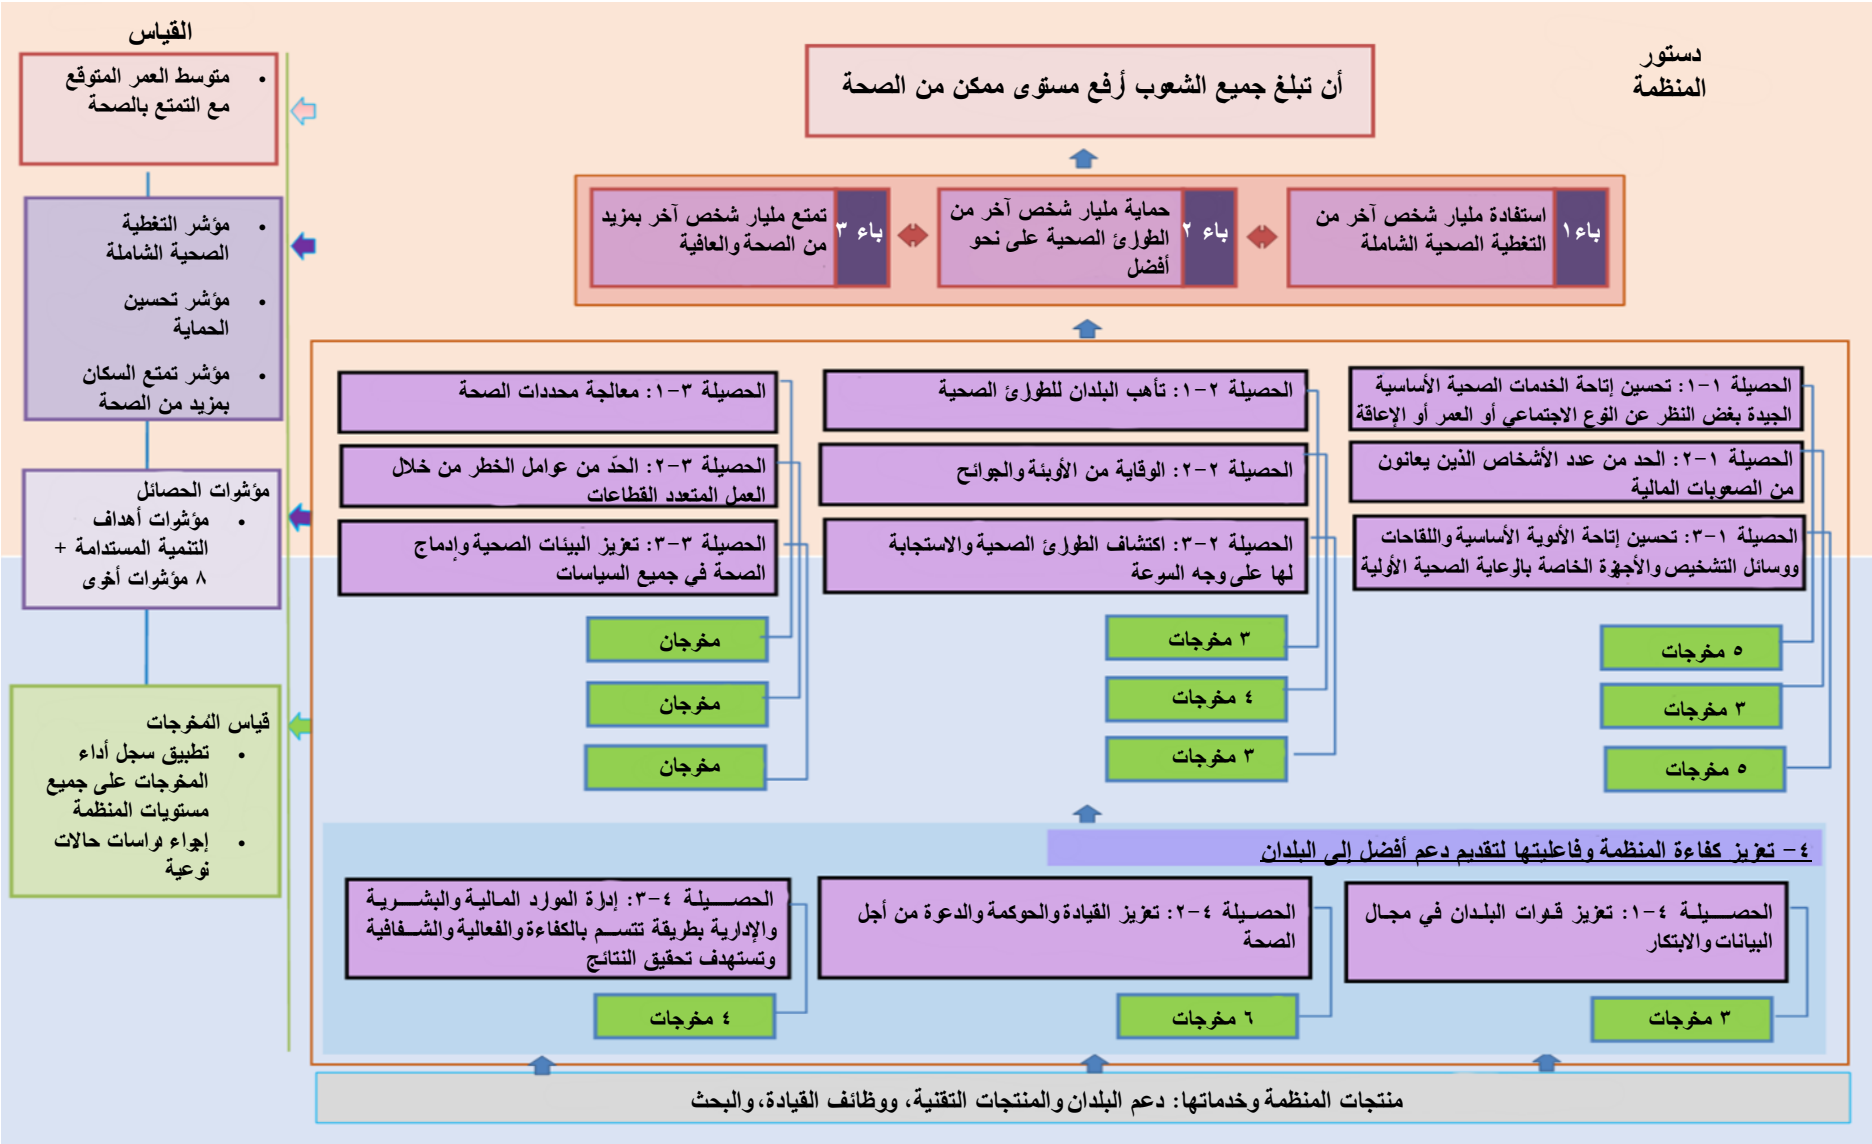 دستور
المنظمة
القياس
أن تبلغ جميع الشعوب أرفع مستوى ممكن من الصحة
• متوسط العمر المتوقع
مع التمتع بالصحة
باء١
استفادة مليار شخص آخر من
التغطية الصحية الشاملة
باء ٢
حماية مليار شخص آخر من
الطوارئ الصحية على نحو
أفضل
باء ٣
تمتع مليار شخص آخر بمزيد
من الصحة والعافية
• مؤشر التغطية
الصحية الشاملة
• مؤشر تحسين
الحماية
• مؤشر تمتع السكان
بمزيد من الصحة
الحصيلة ١-١: تحسين إتاحة الخدمات الصحية الأساسية
الجيدة بغض النظر عن النوع الاجتماعي أو العمر أو الإعاقة
الحصيلة ١-٢: الحد من عدد الأشخاص الذين يعانون
من الصعوبات المالية
الحصيلة ١-٣: تحسين إتاحة الأدوية الأساسية واللقاحات
ووسائل التشخيص والأجهزة الخاصة بالرعاية الصحية الأولية
٥ مخرجات
٣ مخرجات
٥ مخرجات
الحصيلة ٢-١: تأهب البلدان للطوارئ الصحية
الحصيلة ٢-٢: الوقاية من الأوبئة والجوائح
الحصيلة ٢-٣: اكتشاف الطوارئ الصحية والاستجابة
لها على وجه السرعة
٣ مخرجات
٤ مخرجات
٣ مخرجات
الحصيلة ٣-١: معالجة محددات الصحة
الحصيلة ٣-٢: الحدّ من عوامل الخطر من خلال
العمل المتعدد القطاعات
الحصيلة ٣-٣: تعزيز البيئات الصحية وإدماج
الصحة في جميع السياسات
مخرجان
مخرجان
مخرجان
مؤشرات الحصائل
• مؤشرات أهداف
التنمية المستدامة +
٨ مؤشرات أخرى
قياس المُخرجات
• تطبيق سجل أداء
المخرجات على جميع
مستويات المنظمة
• إجراء دراسات حالات
نوعية
٤- تعزيز كفاءة المنظمة وفاعليتها لتقديم دعم أفضل إلى البلدان
الحصيلة ٤-١: تعزيز قدرات البلدان في مجال
البيانات والابتكار
٣ مخرجات
الحصيلة ٤-٢: تعزيز القيادة والحوكمة والدعوة من أجل
الصحة
٦ مخرجات
الحصيلة ٤-٣: إدارة الموارد المالية والبشرية
والإدارية بطريقة تتسم بالكفاءة والفعالية والشفافية
وتستهدف تحقيق النتائج
٤ مخرجات
منتجات المنظمة وخدماتها: دعم البلدان والمنتجات التقنية، ووظائف القيادة، والبحث